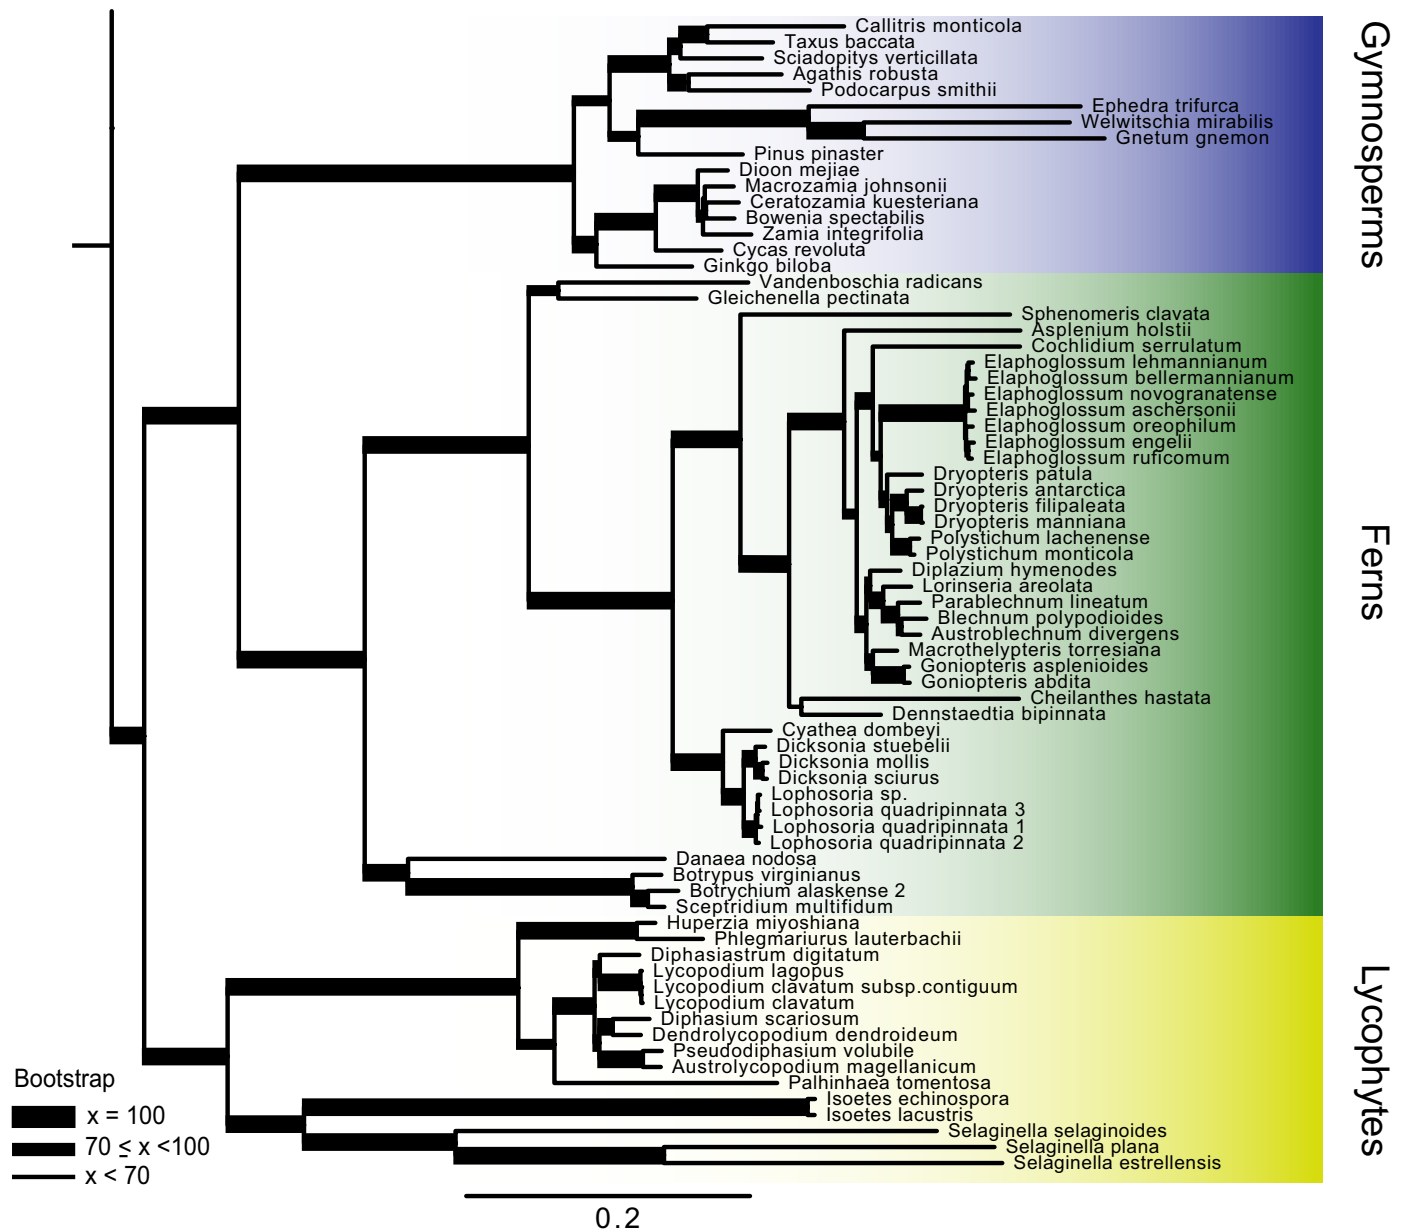 Callitris monticola
Taxus baccata
Sciadopitys verticillata
Agathis robusta
Podocarpus smithii
Ephedra trifurca
Welwitschia mirabilis
Gnetum gnemon
Pinus pinaster
Dioon mejiae
Macrozamia johnsonii
Ceratozamia kuesteriana
Bowenia spectabilis
Zamia integrifolia
Cycas revoluta
Ginkgo biloba
Gymnosperms
Vandenboschia radicans
Gleichenella pectinata
Sphenomeris clavata
Asplenium holstii
Cochlidium serrulatum
Elaphoglossum lehmannianum
Elaphoglossum bellermannianum
Elaphoglossum novogranatense
Elaphoglossum aschersonii
Elaphoglossum oreophilum
Elaphoglossum engelii
Elaphoglossum ruficomum
Dryopteris patula
Dryopteris antarctica
Dryopteris filipaleata
Dryopteris manniana
Polystichum lachenense
Polystichum monticola
Diplazium hymenodes
Lorinseria areolata
Parablechnum lineatum
Blechnum polypodioides
Austroblechnum divergens
Macrothelypteris torresiana
Goniopteris asplenioides
Goniopteris abdita
Cheilanthes hastata
Dennstaedtia bipinnata
Cyathea dombeyi
Dicksonia stuebelii
Dicksonia mollis
Dicksonia sciurus
Lophosoria sp.
Lophosoria quadripinnata 3
Lophosoria quadripinnata 1
Lophosoria quadripinnata 2
Danaea nodosa
Botrypus virginianus
Botrychium alaskense 2
Sceptridium multifidum
Ferns
Huperzia miyoshiana
Phlegmariurus lauterbachii
Diphasiastrum digitatum
Lycopodium lagopus
Lycopodium clavatum subsp.contiguum
Lycopodium clavatum
Diphasium scariosum
Dendrolycopodium dendroideum
Pseudodiphasium volubile
Austrolycopodium magellanicum
Palhinhaea tomentosa
Isoetes echinospora
Isoetes lacustris
Selaginella selaginoides
Selaginella plana
Selaginella estrellensis
Lycophytes
Bootstrap
x = 100
70 ≤ x <100
x < 70
0.2